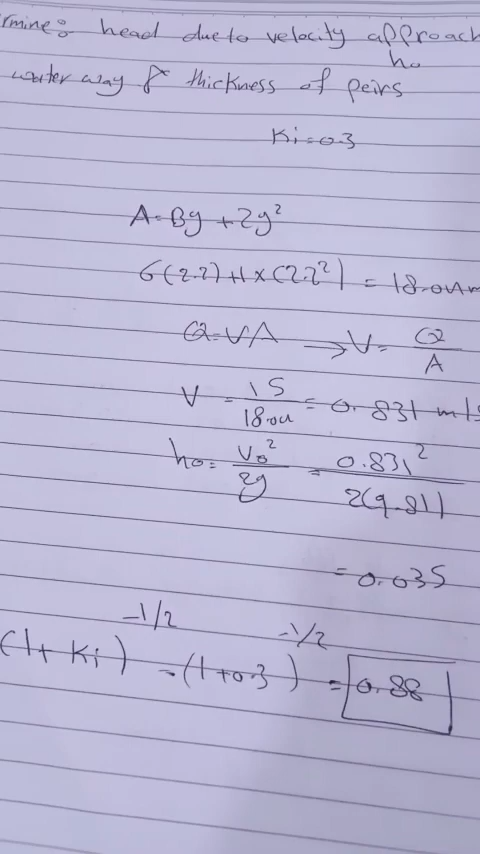 rmine: head due to velocity approach
ho
water way & thickness of peirs
Ki=0.3
A=By + Zy²
6(2.2)+1×(2.2²) = 18.04m
Q=VA → V= Q/A
V = 15/18.04 = 0.831 m/s
ho= Vo²/2g = 0.831²/2(9.81)
=0.035
(1+Ki)^-1/2 =(1+0.3)^-1/2 = 0.88